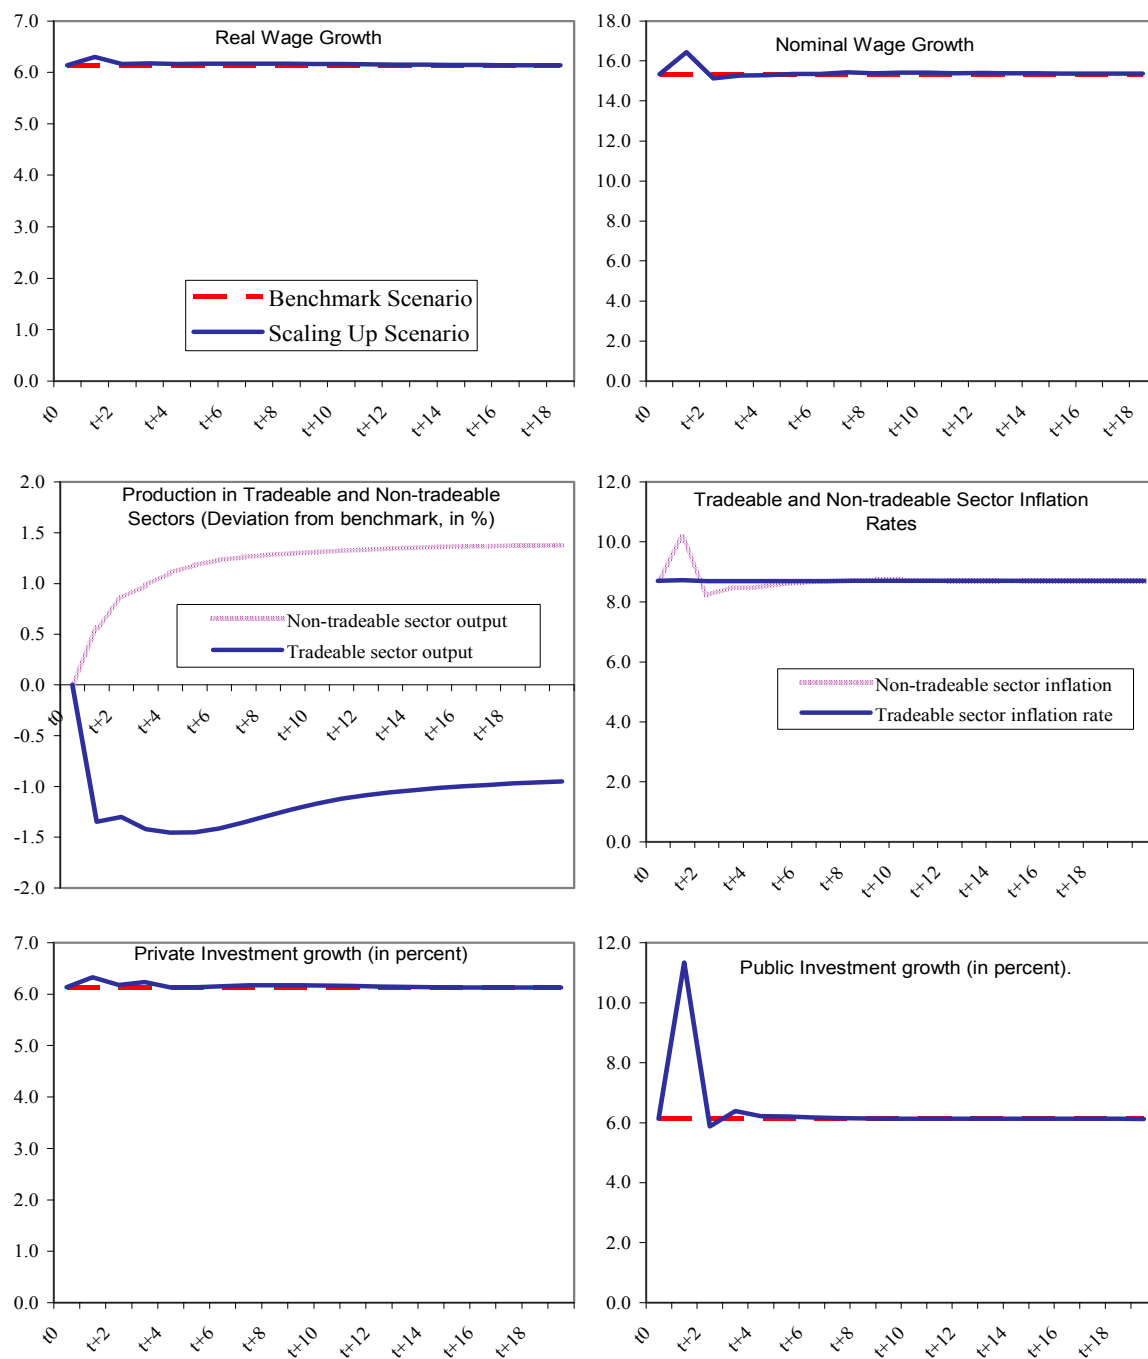 Real Wage Growth
7.0
6.0
5.0
4.0
3.0
2.0
1.0
0.0
Benchmark Scenario
Scaling Up Scenario
t0
t+2
t+4
t+6
t+8
t+10
t+12
t+14
t+16
t+18
Nominal Wage Growth
18.0
16.0
14.0
12.0
10.0
8.0
6.0
4.0
2.0
0.0
t0
t+2
t+4
t+6
t+8
t+10
t+12
t+14
t+16
t+18
Production in Tradeable and Non-tradeable
Sectors (Deviation from benchmark, in %)
2.0
1.5
1.0
0.5
0.0
-0.5
-1.0
-1.5
-2.0
Non-tradeable sector output
Tradeable sector output
t0
t+2
t+4
t+6
t+8
t+10
t+12
t+14
t+16
t+18
Tradeable and Non-tradeable Sector Inflation
Rates
12.0
10.0
8.0
6.0
4.0
2.0
0.0
Non-tradeable sector inflation
Tradeable sector inflation rate
t0
t+2
t+4
t+6
t+8
t+10
t+12
t+14
t+16
t+18
Private Investment growth (in percent)
7.0
6.0
5.0
4.0
3.0
2.0
1.0
0.0
t0
t+2
t+4
t+6
t+8
t+10
t+12
t+14
t+16
t+18
Public Investment growth (in percent).
12.0
10.0
8.0
6.0
4.0
2.0
0.0
t0
t+2
t+4
t+6
t+8
t+10
t+12
t+14
t+16
t+18